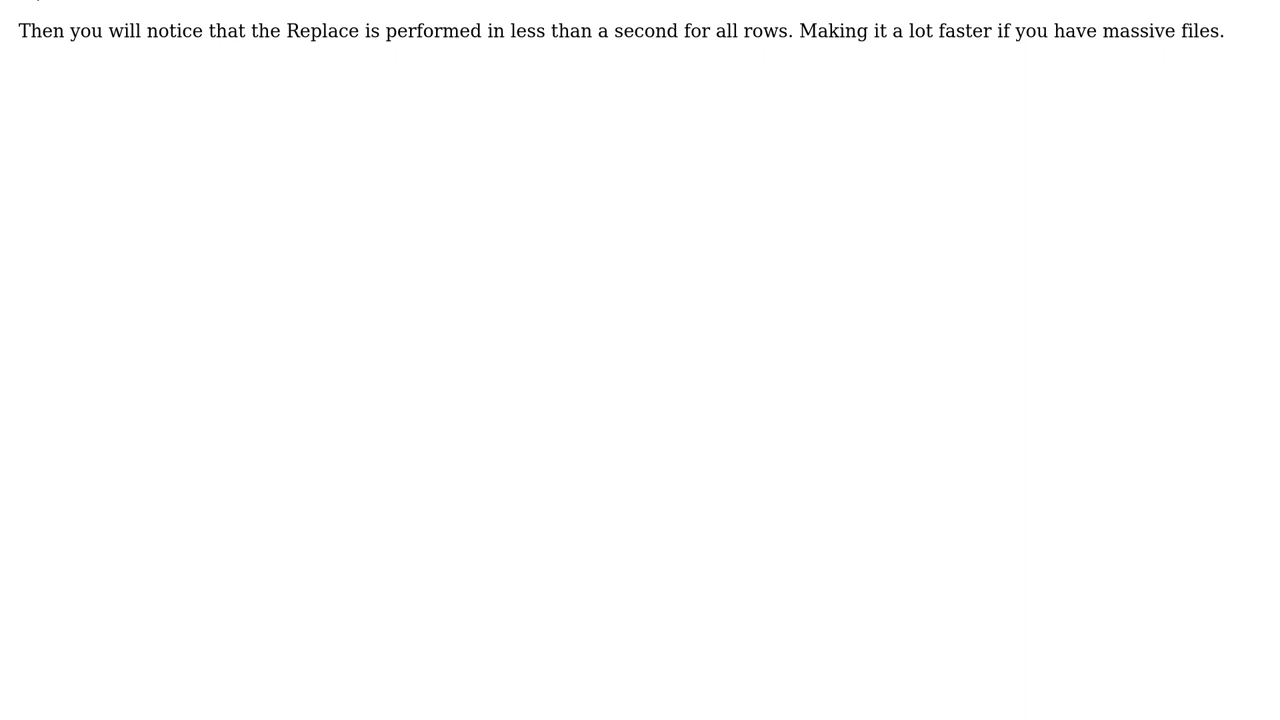 Then you will notice that the Replace is performed in less than a second for all rows. Making it a lot faster if you have massive files.